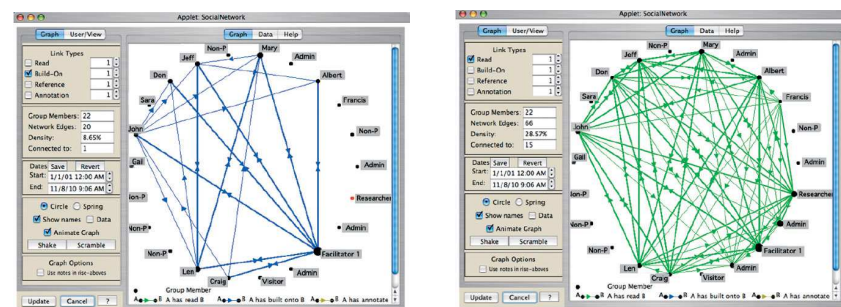 Applet: SocialNetwork
Graph User/View
Graph Data Help
Link Types
Read 1
Build-On 1
Reference 1
Annotation 1
Group Members: 22
Network Edges: 20
Density: 8.65%
Connected to: 1
Dates Save Revert
Start: 1/1/01 12:00 AM
End: 11/8/10 9:06 AM
Circle Spring
Show names Data
Animate Graph
Shake Scramble
Graph Options
Use notes in rise-aboves
Update Cancel ?
Non-P
Mary
Admin
Jeff
Don
Albert
Sara
Francis
John
Non-P
Gail
Admin
Non-P
Researcher
Non-P
Admin
Non-P
Facilitator 1
Len
Admin
Craig
Visitor
Group Member
A B A has read B A B A has built onto B A B A has annotate
Applet: SocialNetwork
Graph User/View
Graph Data Help
Link Types
Read 1
Build-On 1
Reference 1
Annotation 1
Group Members: 22
Network Edges: 66
Density: 28.57%
Connected to: 15
Dates Save Revert
Start: 1/1/01 12:00 AM
End: 11/8/10 9:06 AM
Circle Spring
Show names Data
Animate Graph
Shake Scramble
Graph Options
Use notes in rise-aboves
Update Cancel ?
Non-P
Mary
Admin
Jeff
Don
Albert
Sara
Francis
John
Non-P
Gail
Admin
Non-P
Researcher
Non-P
Admin
Non-P
Facilitator 1
Len
Admin
Craig
Visitor
Group Member
A B A has read B A B A has built onto B A B A has annotate